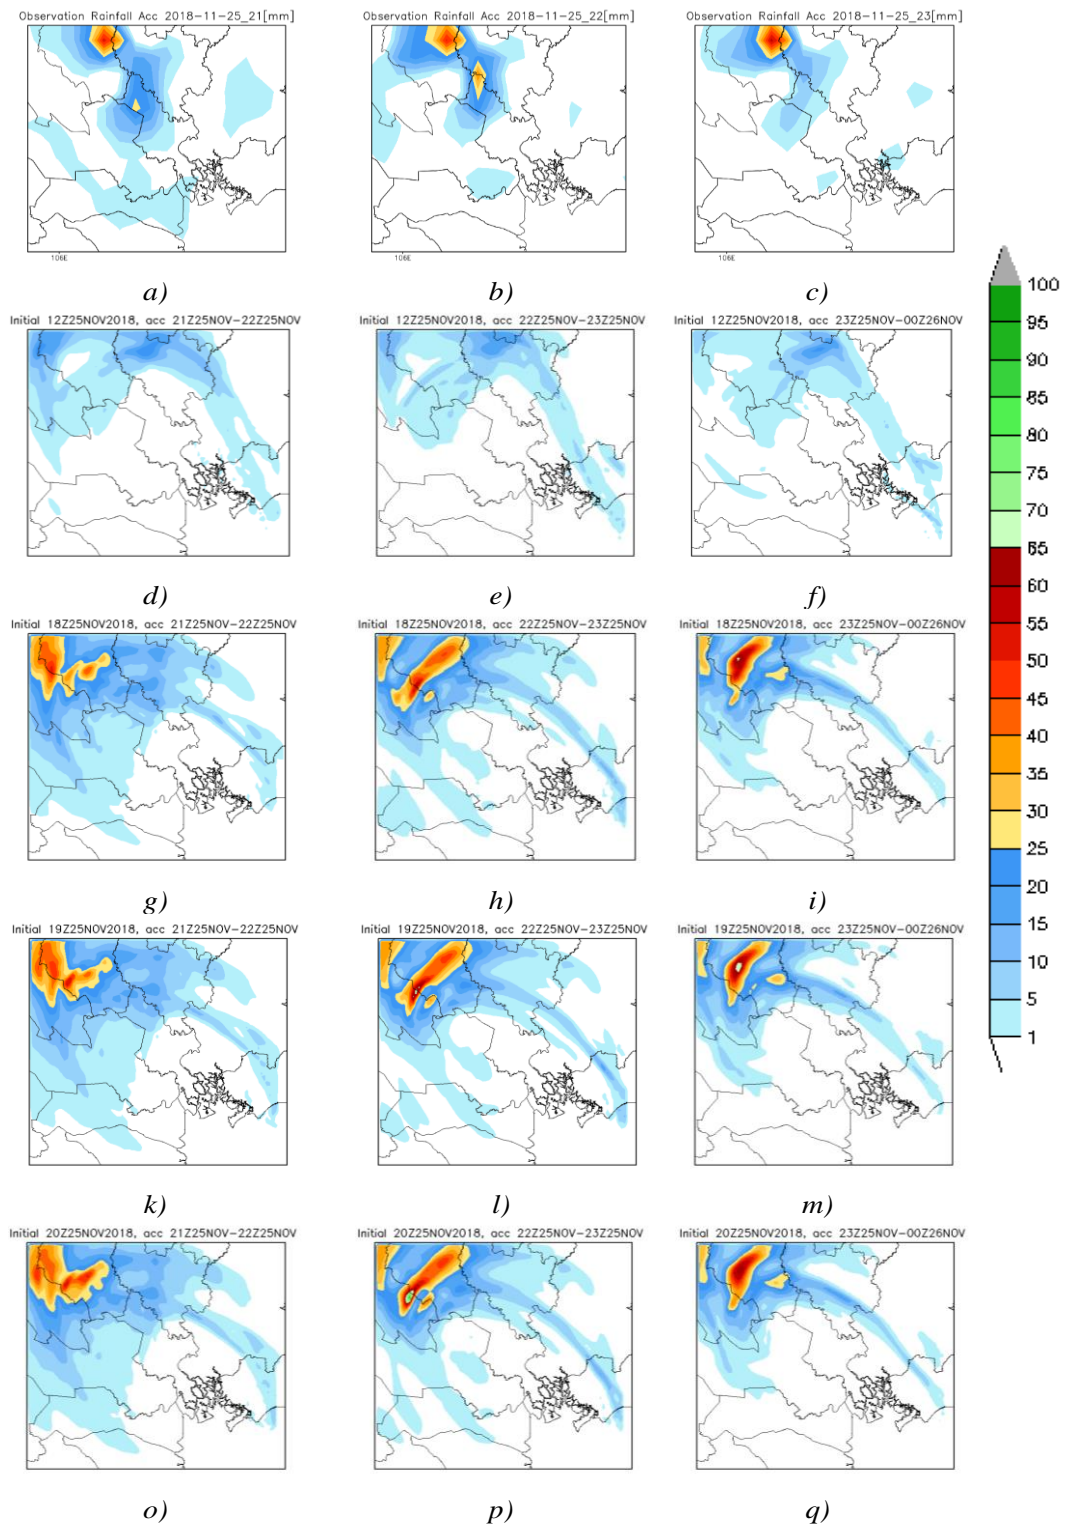 Observation Rainfall Acc 2018-11-25_21[mm]
Observation Rainfall Acc 2018-11-25_22[mm]
Observation Rainfall Acc 2018-11-25_23[mm]
106E
106E
106E
a)
b)
c)
Initial 12Z25NOV2018, acc 21Z25NOV-22Z25NOV
Initial 12Z25NOV2018, acc 22Z25NOV-23Z25NOV
Initial 12Z25NOV2018, acc 23Z25NOV-00Z26NOV
d)
e)
f)
Initial 18Z25NOV2018, acc 21Z25NOV-22Z25NOV
Initial 18Z25NOV2018, acc 22Z25NOV-23Z25NOV
Initial 18Z25NOV2018, acc 23Z25NOV-00Z26NOV
g)
h)
i)
Initial 19Z25NOV2018, acc 21Z25NOV-22Z25NOV
Initial 19Z25NOV2018, acc 22Z25NOV-23Z25NOV
Initial 19Z25NOV2018, acc 23Z25NOV-00Z26NOV
k)
l)
m)
Initial 20Z25NOV2018, acc 21Z25NOV-22Z25NOV
Initial 20Z25NOV2018, acc 22Z25NOV-23Z25NOV
Initial 20Z25NOV2018, acc 23Z25NOV-00Z26NOV
o)
p)
q)
100
95
90
85
80
75
70
65
60
55
50
45
40
35
30
25
20
15
10
5
1